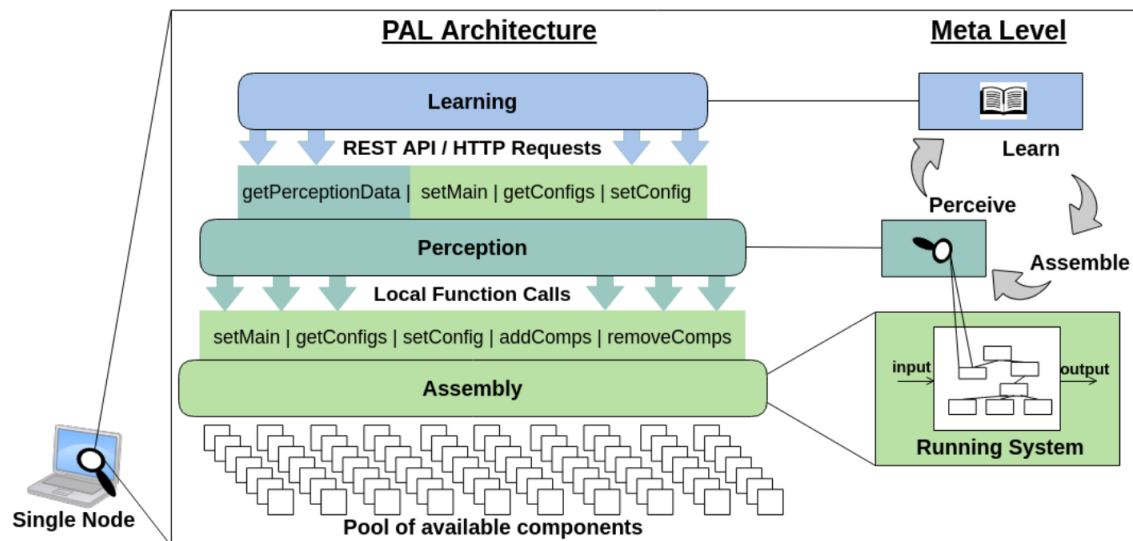 PAL Architecture
Meta Level
Learning
REST API / HTTP Requests
Learn
getPerceptionData | setMain | getConfigs | setConfig
Perceive
Perception
Assemble
Local Function Calls
setMain | getConfigs | setConfig | addComps | removeComps
input
output
Assembly
Running System
Single Node
Pool of available components